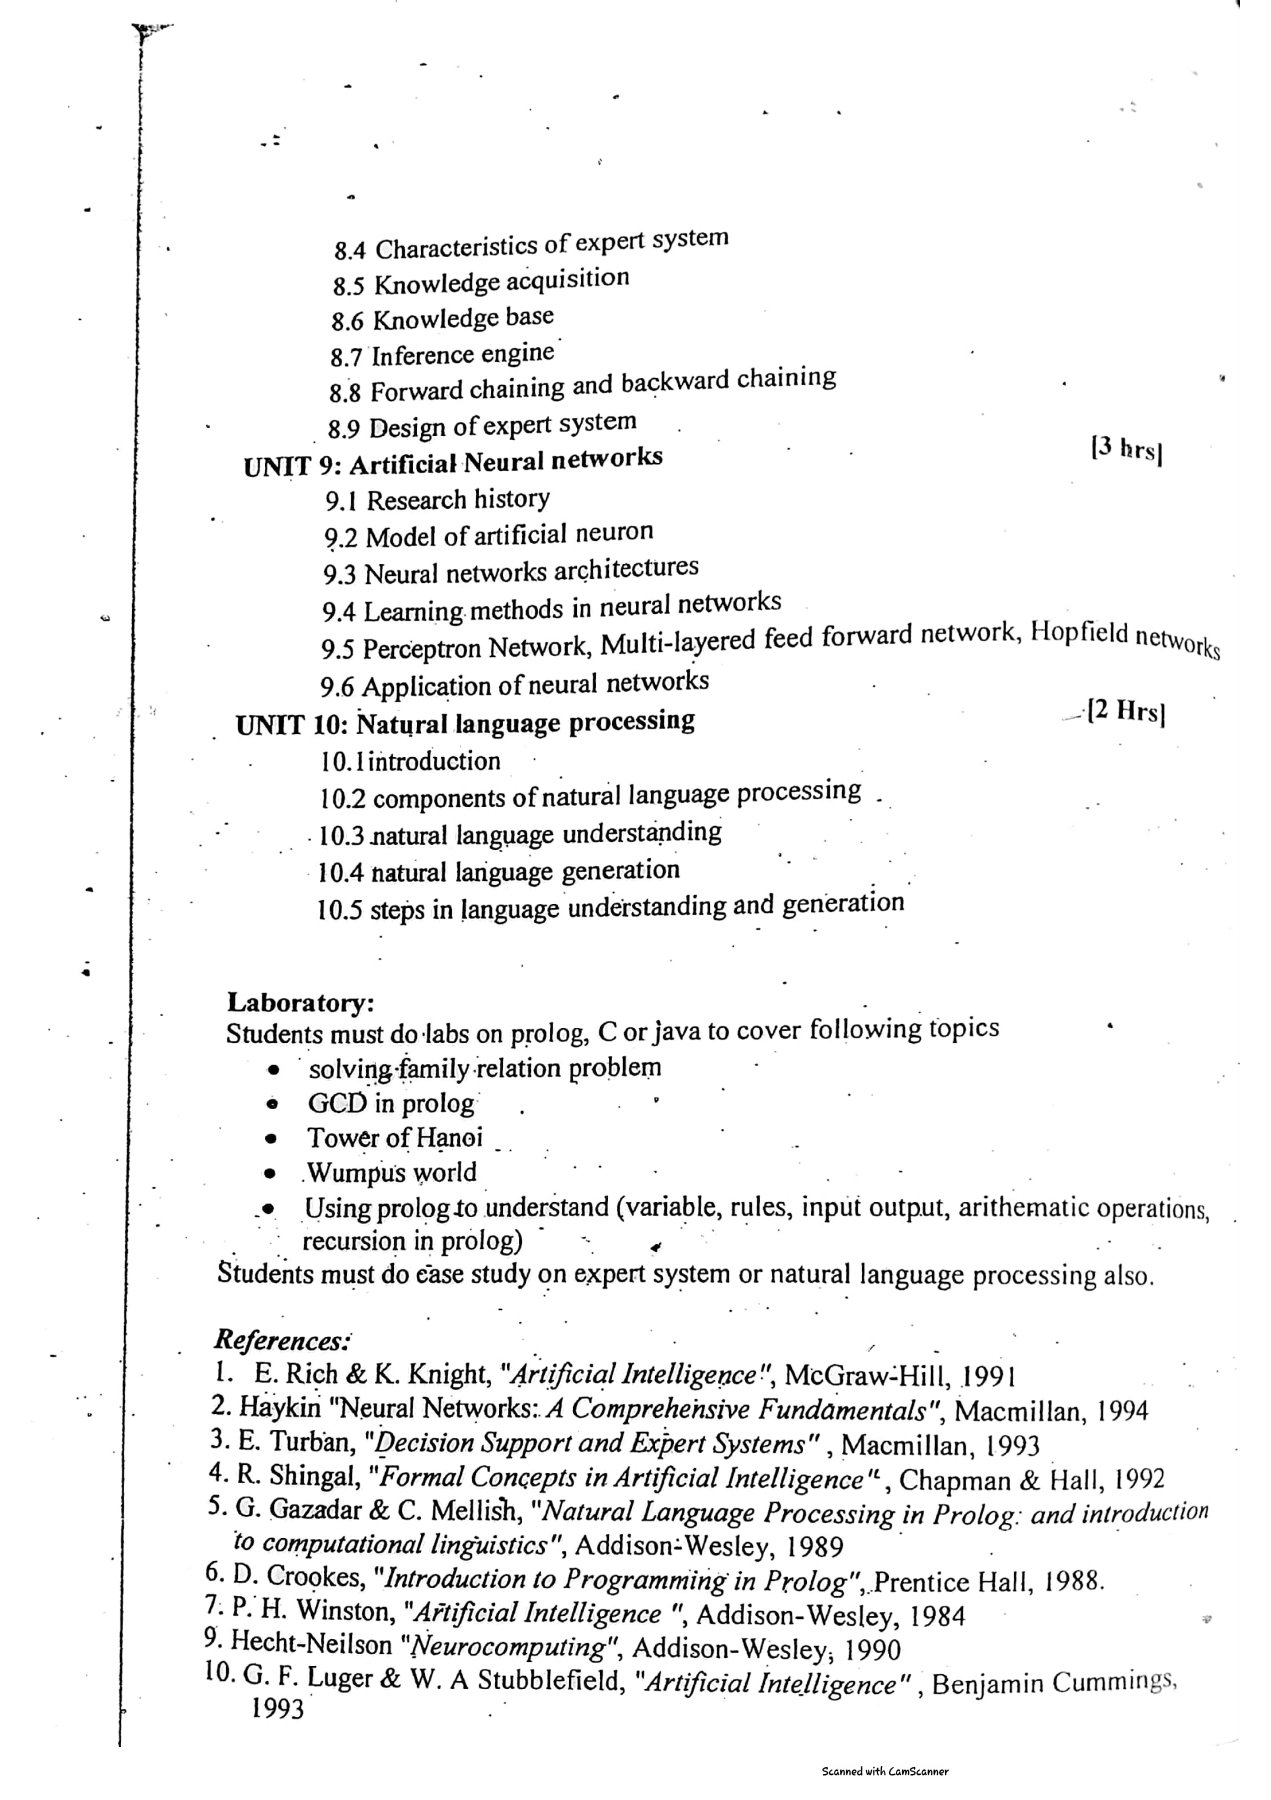 8.4 Characteristics of expert system
8.5 Knowledge acquisition
8.6 Knowledge base
8.7 Inference engine
8.8 Forward chaining and backward chaining
8.9 Design of expert system
UNIT 9: Artificial Neural networks [3 hrs]
9.1 Research history
9.2 Model of artificial neuron
9.3 Neural networks architectures
9.4 Learning methods in neural networks
9.5 Perceptron Network, Multi-layered feed forward network, Hopfield networks
9.6 Application of neural networks
UNIT 10: Natural language processing [2 Hrs]
10.1introduction
10.2 components of natural language processing
10.3 natural language understanding
10.4 natural language generation
10.5 steps in language understanding and generation
Laboratory:
Students must do labs on prolog, C or java to cover following topics
• solving family relation problem
• GCD in prolog
• Tower of Hanoi
• Wumpus world
• Using prolog to understand (variable, rules, input output, arithematic operations,
recursion in prolog)
Students must do case study on expert system or natural language processing also.
References:
1. E. Rich & K. Knight, "Artificial Intelligence", McGraw-Hill, 1991
2. Haykin "Neural Networks: A Comprehensive Fundamentals", Macmillan, 1994
3. E. Turban, "Decision Support and Expert Systems" , Macmillan, 1993
4. R. Shingal, "Formal Concepts in Artificial Intelligence" , Chapman & Hall, 1992
5. G. Gazadar & C. Mellish, "Natural Language Processing in Prolog: and introduction
to computational linguistics", Addison-Wesley, 1989
6. D. Crookes, "Introduction to Programming in Prolog", Prentice Hall, 1988.
7. P. H. Winston, "Artificial Intelligence ", Addison-Wesley, 1984
9. Hecht-Neilson "Neurocomputing", Addison-Wesley, 1990
10. G. F. Luger & W. A Stubblefield, "Artificial Intelligence" , Benjamin Cummings,
1993
Scanned with CamScanner